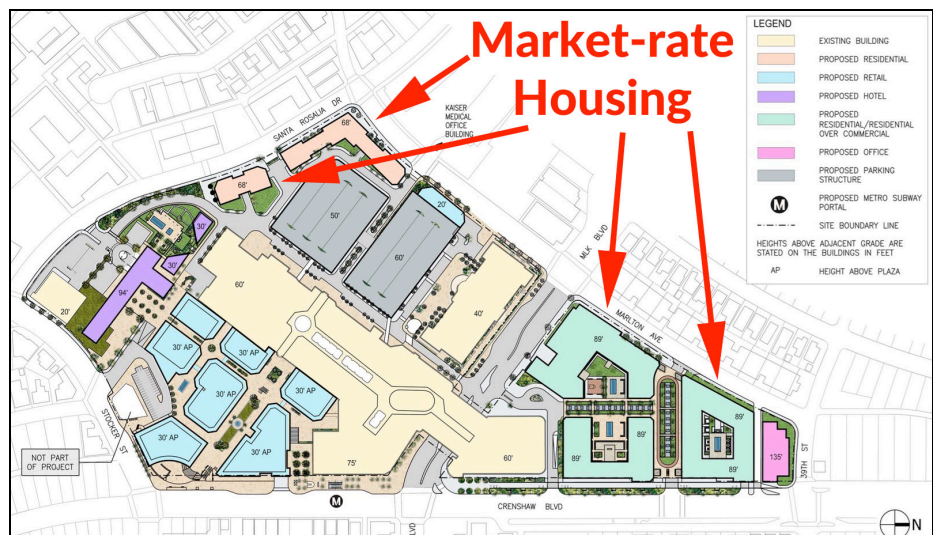 Market-rate
Housing
LEGEND
EXISTING BUILDING
PROPOSED RESIDENTIAL
PROPOSED RETAIL
PROPOSED HOTEL
PROPOSED
RESIDENTIAL/RESIDENTIAL
OVER COMMERCIAL
PROPOSED OFFICE
PROPOSED PARKING
STRUCTURE
M
PROPOSED METRO SUBWAY
PORTAL
SITE BOUNDARY LINE
HEIGHTS ABOVE ADJACENT GRADE ARE
STATED ON THE BUILDINGS IN FEET
AP
HEIGHT ABOVE PLAZA
KAISER
MEDICAL
OFFICE
BUILDING
SANTA ROSALIA DR
68'
68'
50'
20'
60'
30'
30'
94'
20'
60'
40'
MLK BLVD
MARLTON AVE
89'
89'
89'
89'
89'
135'
39TH ST
30' AP
30' AP
30' AP
30' AP
30' AP
30' AP
STOCKER ST
NOT PART
OF PROJECT
75'
60'
M
CRENSHAW BLVD
BLVD
N